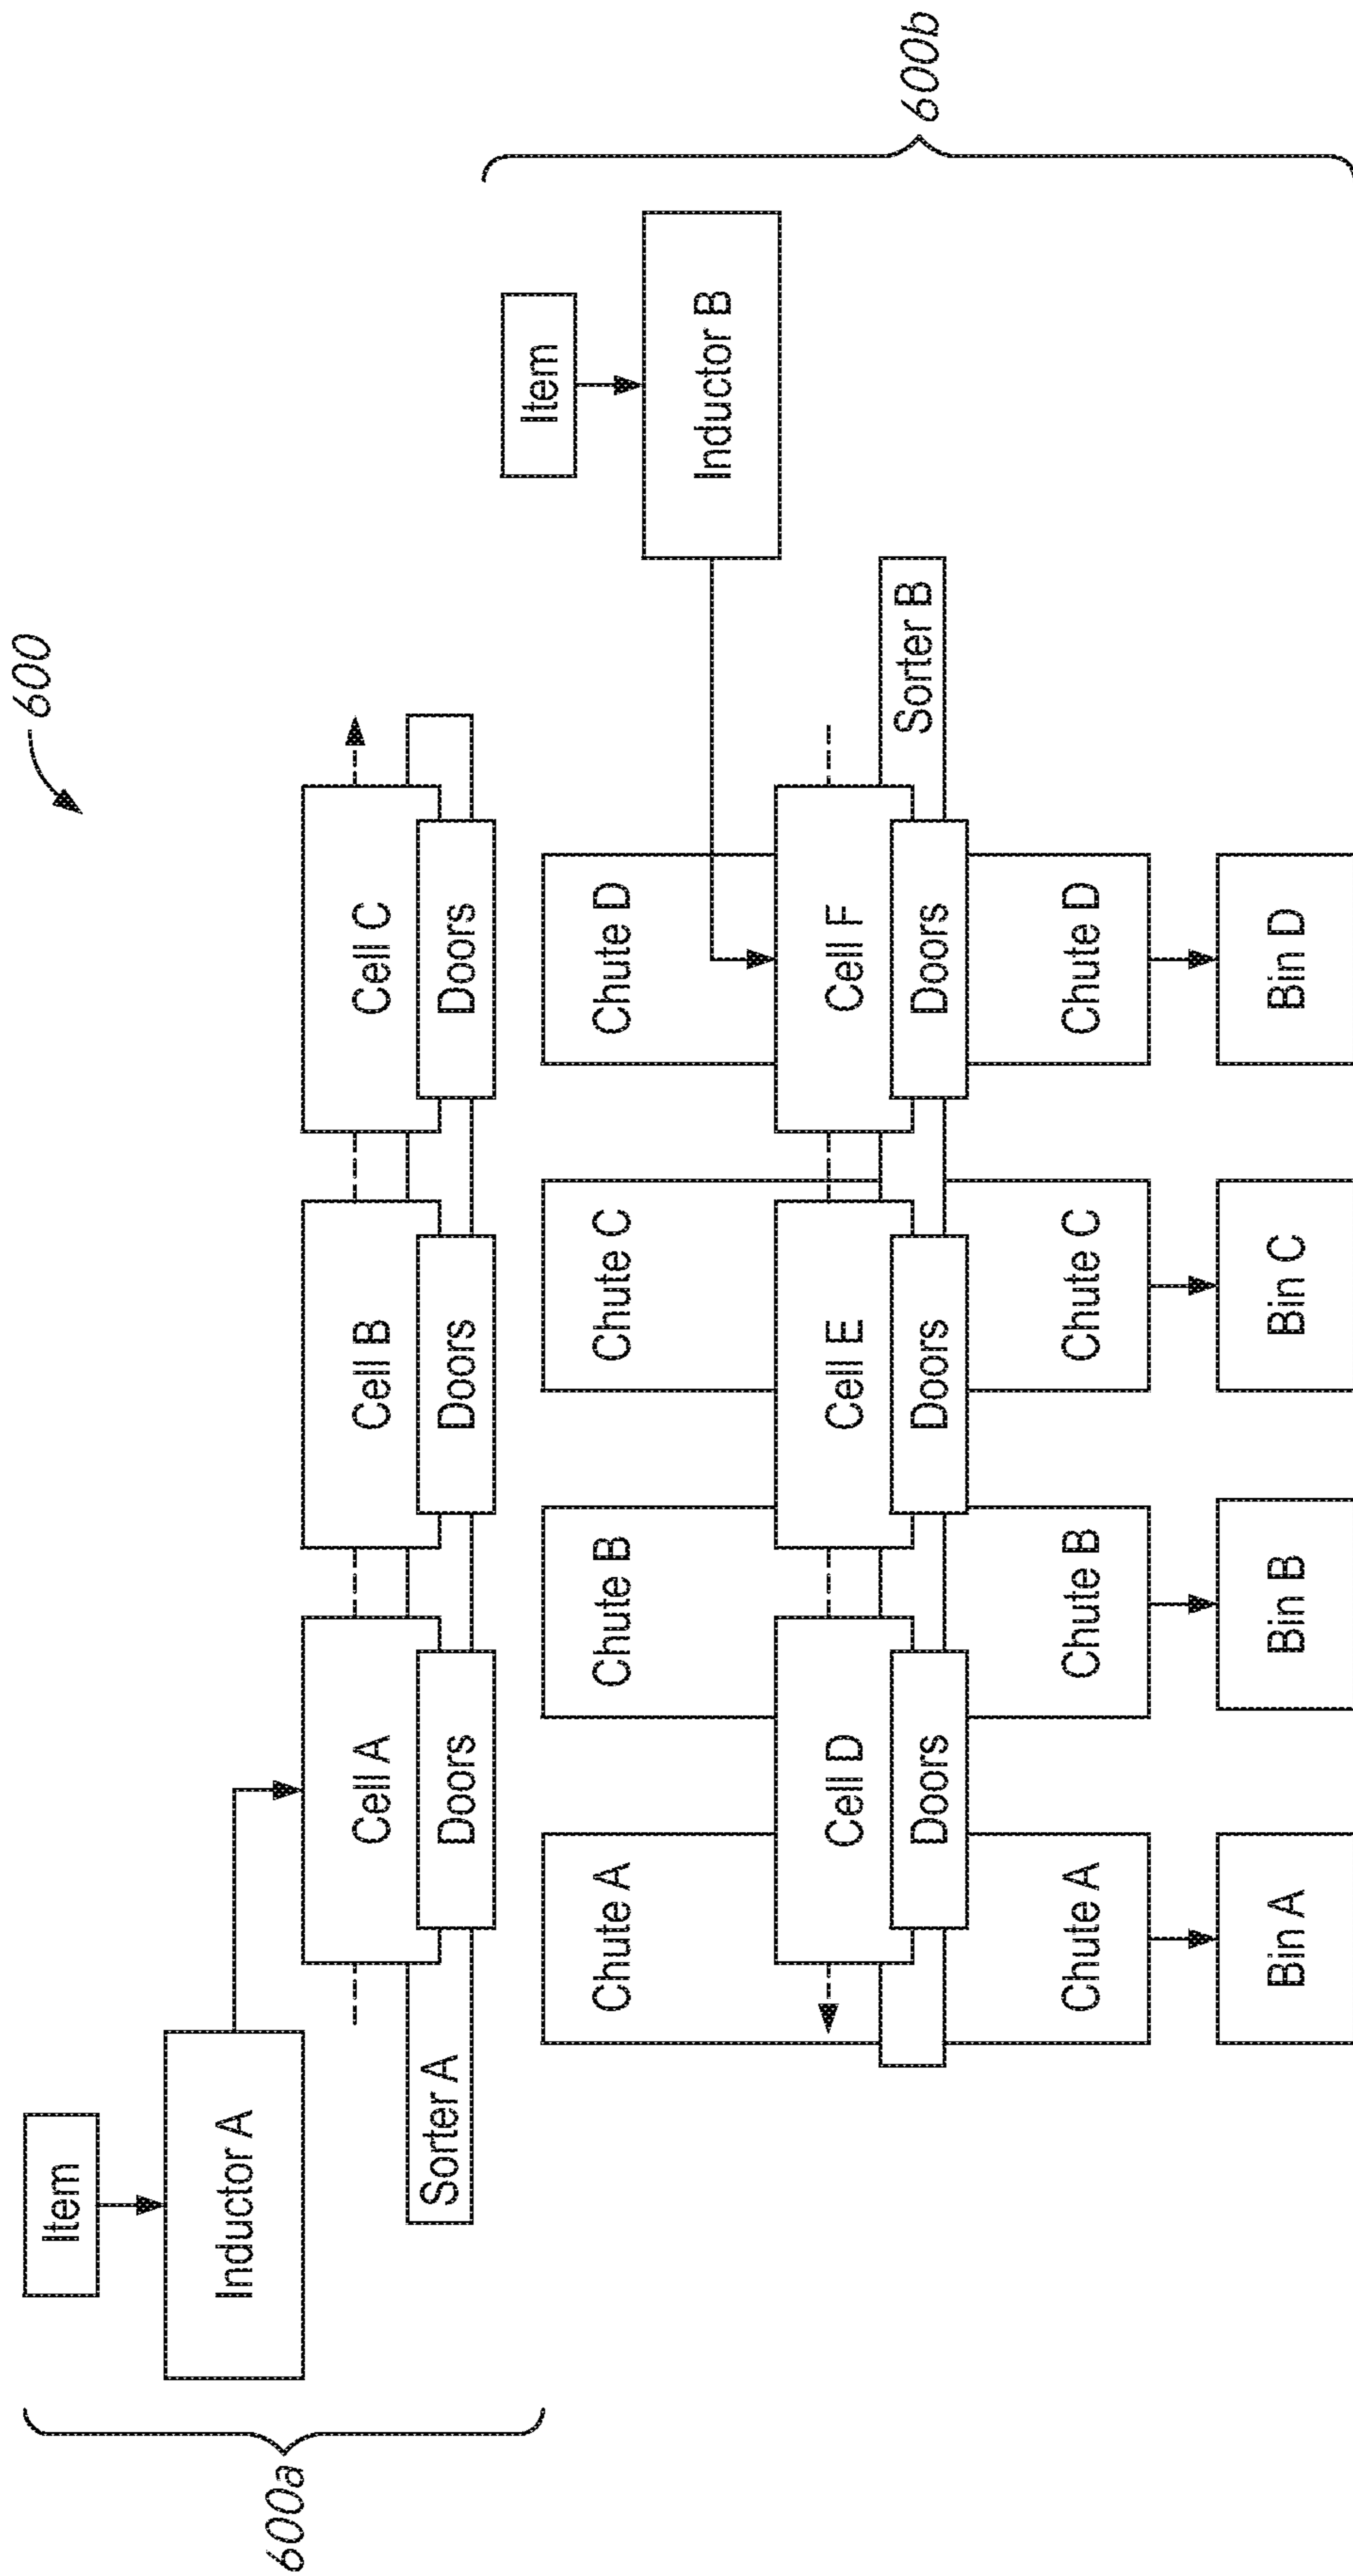 600
600a
Item
Inductor A
Cell A
Cell B
Cell C
Doors
Doors
Doors
Sorter A
600b
Item
Inductor B
Chute A
Chute B
Chute C
Chute D
Cell D
Cell E
Cell F
Doors
Doors
Doors
Sorter B
Chute A
Chute B
Chute C
Chute D
Bin A
Bin B
Bin C
Bin D